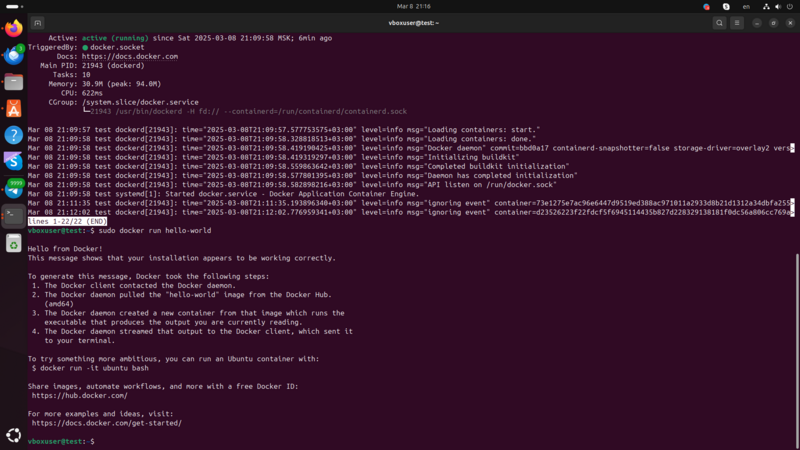 Mar 8 21:16
en
vboxuser@test: ~
Active: active (running) since Sat 2025-03-08 21:09:58 MSK; 6min ago
TriggeredBy: ● docker.socket
Docs: https://docs.docker.com
Main PID: 21943 (dockerd)
Tasks: 10
Memory: 30.9M (peak: 94.0M)
CPU: 622ms
CGroup: /system.slice/docker.service
└─21943 /usr/bin/dockerd -H fd:// --containerd=/run/containerd/containerd.sock
Mar 08 21:09:57 test dockerd[21943]: time="2025-03-08T21:09:57.577753575+03:00" level=info msg="Loading containers: start."
Mar 08 21:09:58 test dockerd[21943]: time="2025-03-08T21:09:58.328818513+03:00" level=info msg="Loading containers: done."
Mar 08 21:09:58 test dockerd[21943]: time="2025-03-08T21:09:58.419190425+03:00" level=info msg="Docker daemon" commit=bbd0a17 containerd-snapshotter=false storage-driver=overlay2 vers>
Mar 08 21:09:58 test dockerd[21943]: time="2025-03-08T21:09:58.419319297+03:00" level=info msg="Initializing buildkit"
Mar 08 21:09:58 test dockerd[21943]: time="2025-03-08T21:09:58.559863642+03:00" level=info msg="Completed buildkit initialization"
Mar 08 21:09:58 test dockerd[21943]: time="2025-03-08T21:09:58.577801395+03:00" level=info msg="Daemon has completed initialization"
Mar 08 21:09:58 test dockerd[21943]: time="2025-03-08T21:09:58.582898216+03:00" level=info msg="API listen on /run/docker.sock"
Mar 08 21:09:58 test systemd[1]: Started docker.service - Docker Application Container Engine.
Mar 08 21:11:35 test dockerd[21943]: time="2025-03-08T21:11:35.193896340+03:00" level=info msg="ignoring event" container=73e1275e7ac96e6447d9519ed388ac971011a2933d8b21d1312a34dbfa255>
Mar 08 21:12:02 test dockerd[21943]: time="2025-03-08T21:12:02.776959341+03:00" level=info msg="ignoring event" container=d23526223f22fdcf5f6945114435b827d228329138181f0dc56a806cc769a>
lines 1-22/22 (END)
vboxuser@test:~$ sudo docker run hello-world
Hello from Docker!
This message shows that your installation appears to be working correctly.
To generate this message, Docker took the following steps:
1. The Docker client contacted the Docker daemon.
2. The Docker daemon pulled the "hello-world" image from the Docker Hub.
(amd64)
3. The Docker daemon created a new container from that image which runs the
executable that produces the output you are currently reading.
4. The Docker daemon streamed that output to the Docker client, which sent it
to your terminal.
To try something more ambitious, you can run an Ubuntu container with:
$ docker run -it ubuntu bash
Share images, automate workflows, and more with a free Docker ID:
https://hub.docker.com/
For more examples and ideas, visit:
https://docs.docker.com/get-started/
vboxuser@test:~$